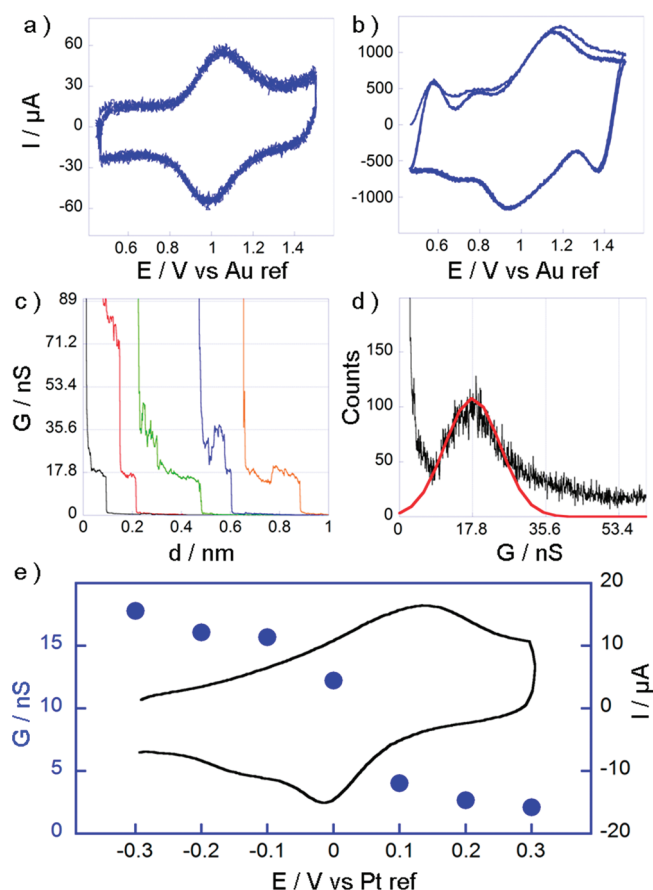 a )
I / µA
60
30
0
-30
-60
0.6 0.8 1 1.2 1.4
E / V vs Au ref
b )
1000
500
0
-500
-1000
0.6 0.8 1 1.2 1.4
E / V vs Au ref
c )
G / nS
89
71.2
53.4
35.6
17.8
0
0 0.2 0.4 0.6 0.8 1
d / nm
d )
Counts
150
100
50
0
0 17.8 35.6 53.4
G / nS
e )
G / nS
15
10
5
0
20
10
0
-10
-20
I / µA
-0.3 -0.2 -0.1 0 0.1 0.2 0.3
E / V vs Pt ref